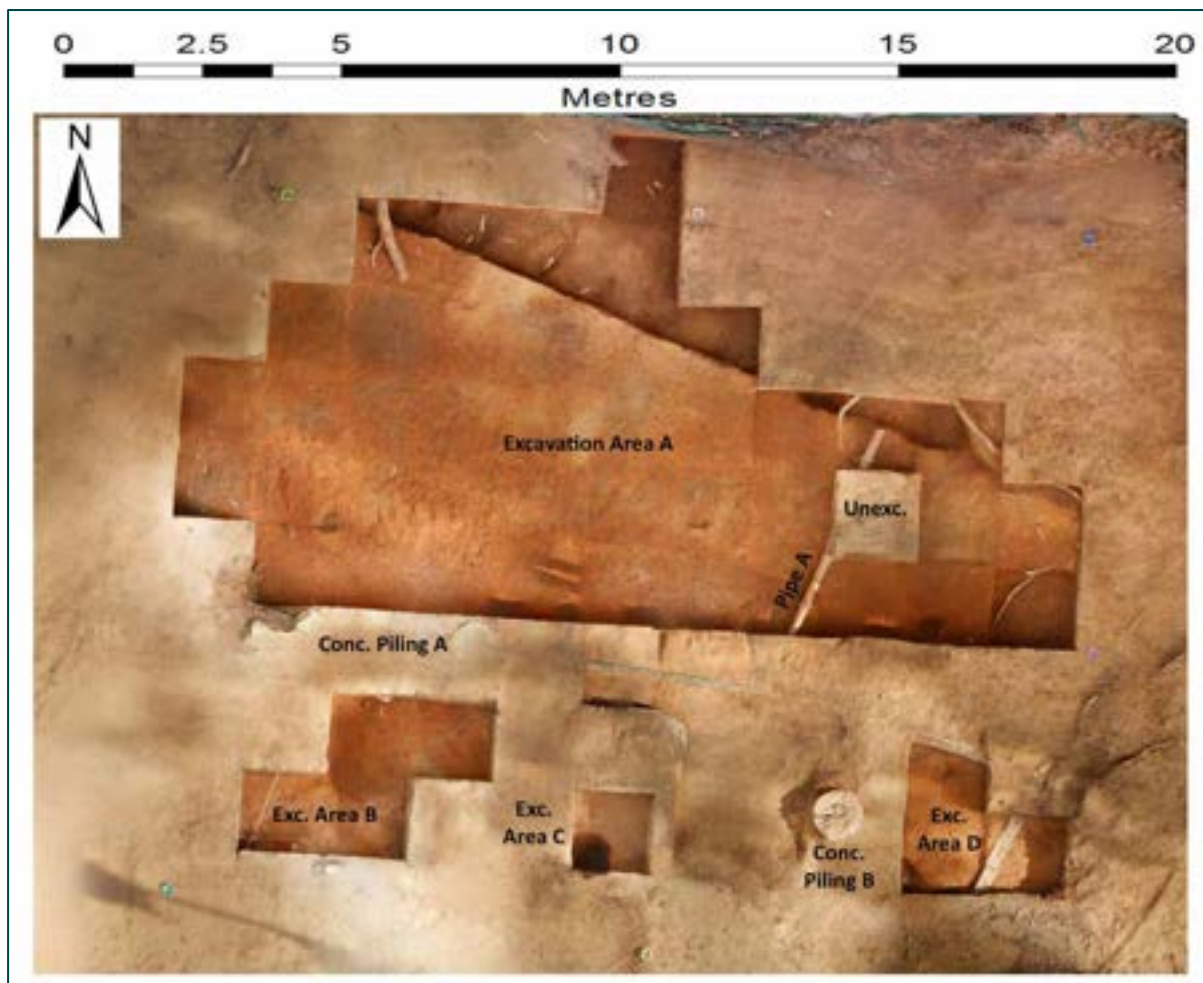 0 2.5 5 10 15 20
Metres
N
Excavation Area A
Unexc.
Pipe A
Conc. Piling A
Exc. Area B
Exc.
Area C
Conc.
Piling B
Exc.
Area D